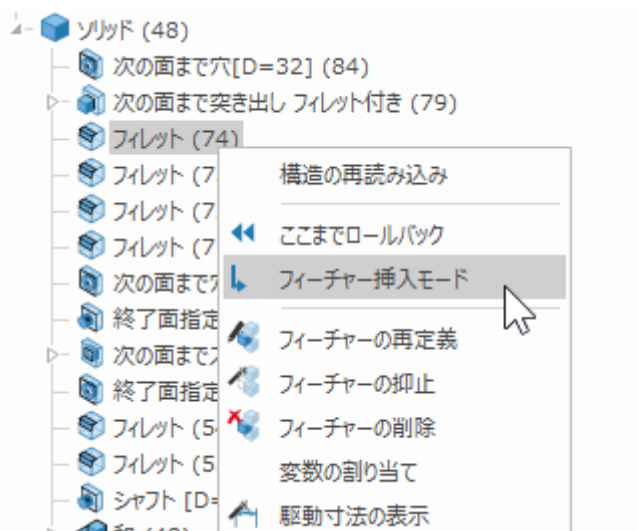 ソリッド (48)
次の面まで穴[D=32] (84)
次の面まで突き出し フィレット付き (79)
フィレット (74)
フィレット (7
フィレット (7
フィレット (7
次の面まで
終了面指定
次の面まで
終了面指定
フィレット (5
フィレット (5
シャフト [D=
構造の再読み込み
ここまでロールバック
フィーチャー挿入モード
フィーチャーの再定義
フィーチャーの抑止
フィーチャーの削除
変数の割り当て
駆動寸法の表示